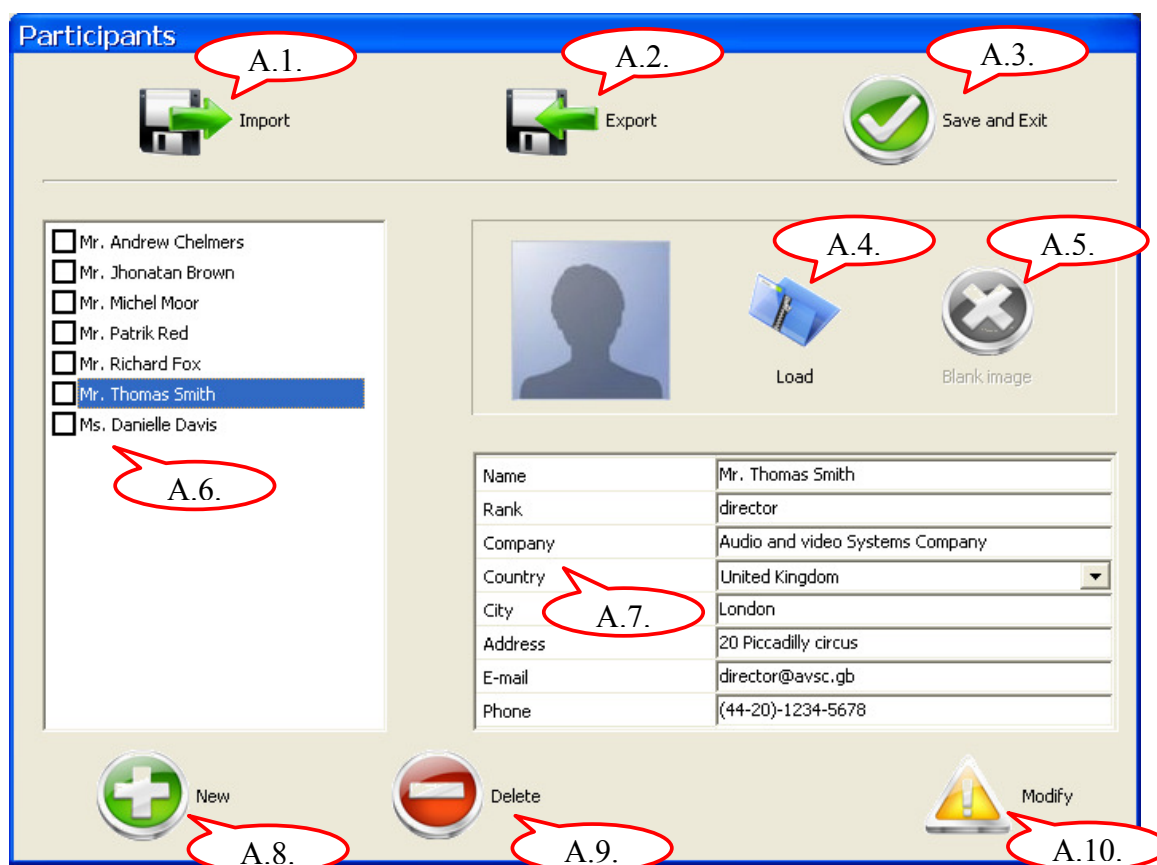 Participants
A.1. A.2. A.3.
Import Export Save and Exit
Mr. Andrew Chelmers
Mr. Jhonatan Brown
Mr. Michel Moor
Mr. Patrik Red
Mr. Richard Fox
Mr. Thomas Smith
Ms. Danielle Davis
A.6.
A.4. A.5.
Load Blank image
Name Mr. Thomas Smith
Rank director
Company Audio and video Systems Company
Country United Kingdom
City London
A.7.
Address 20 Piccadilly circus
E-mail director@avsc.gb
Phone (44-20)-1234-5678
New Delete Modify
A.8. A.9. A.10.